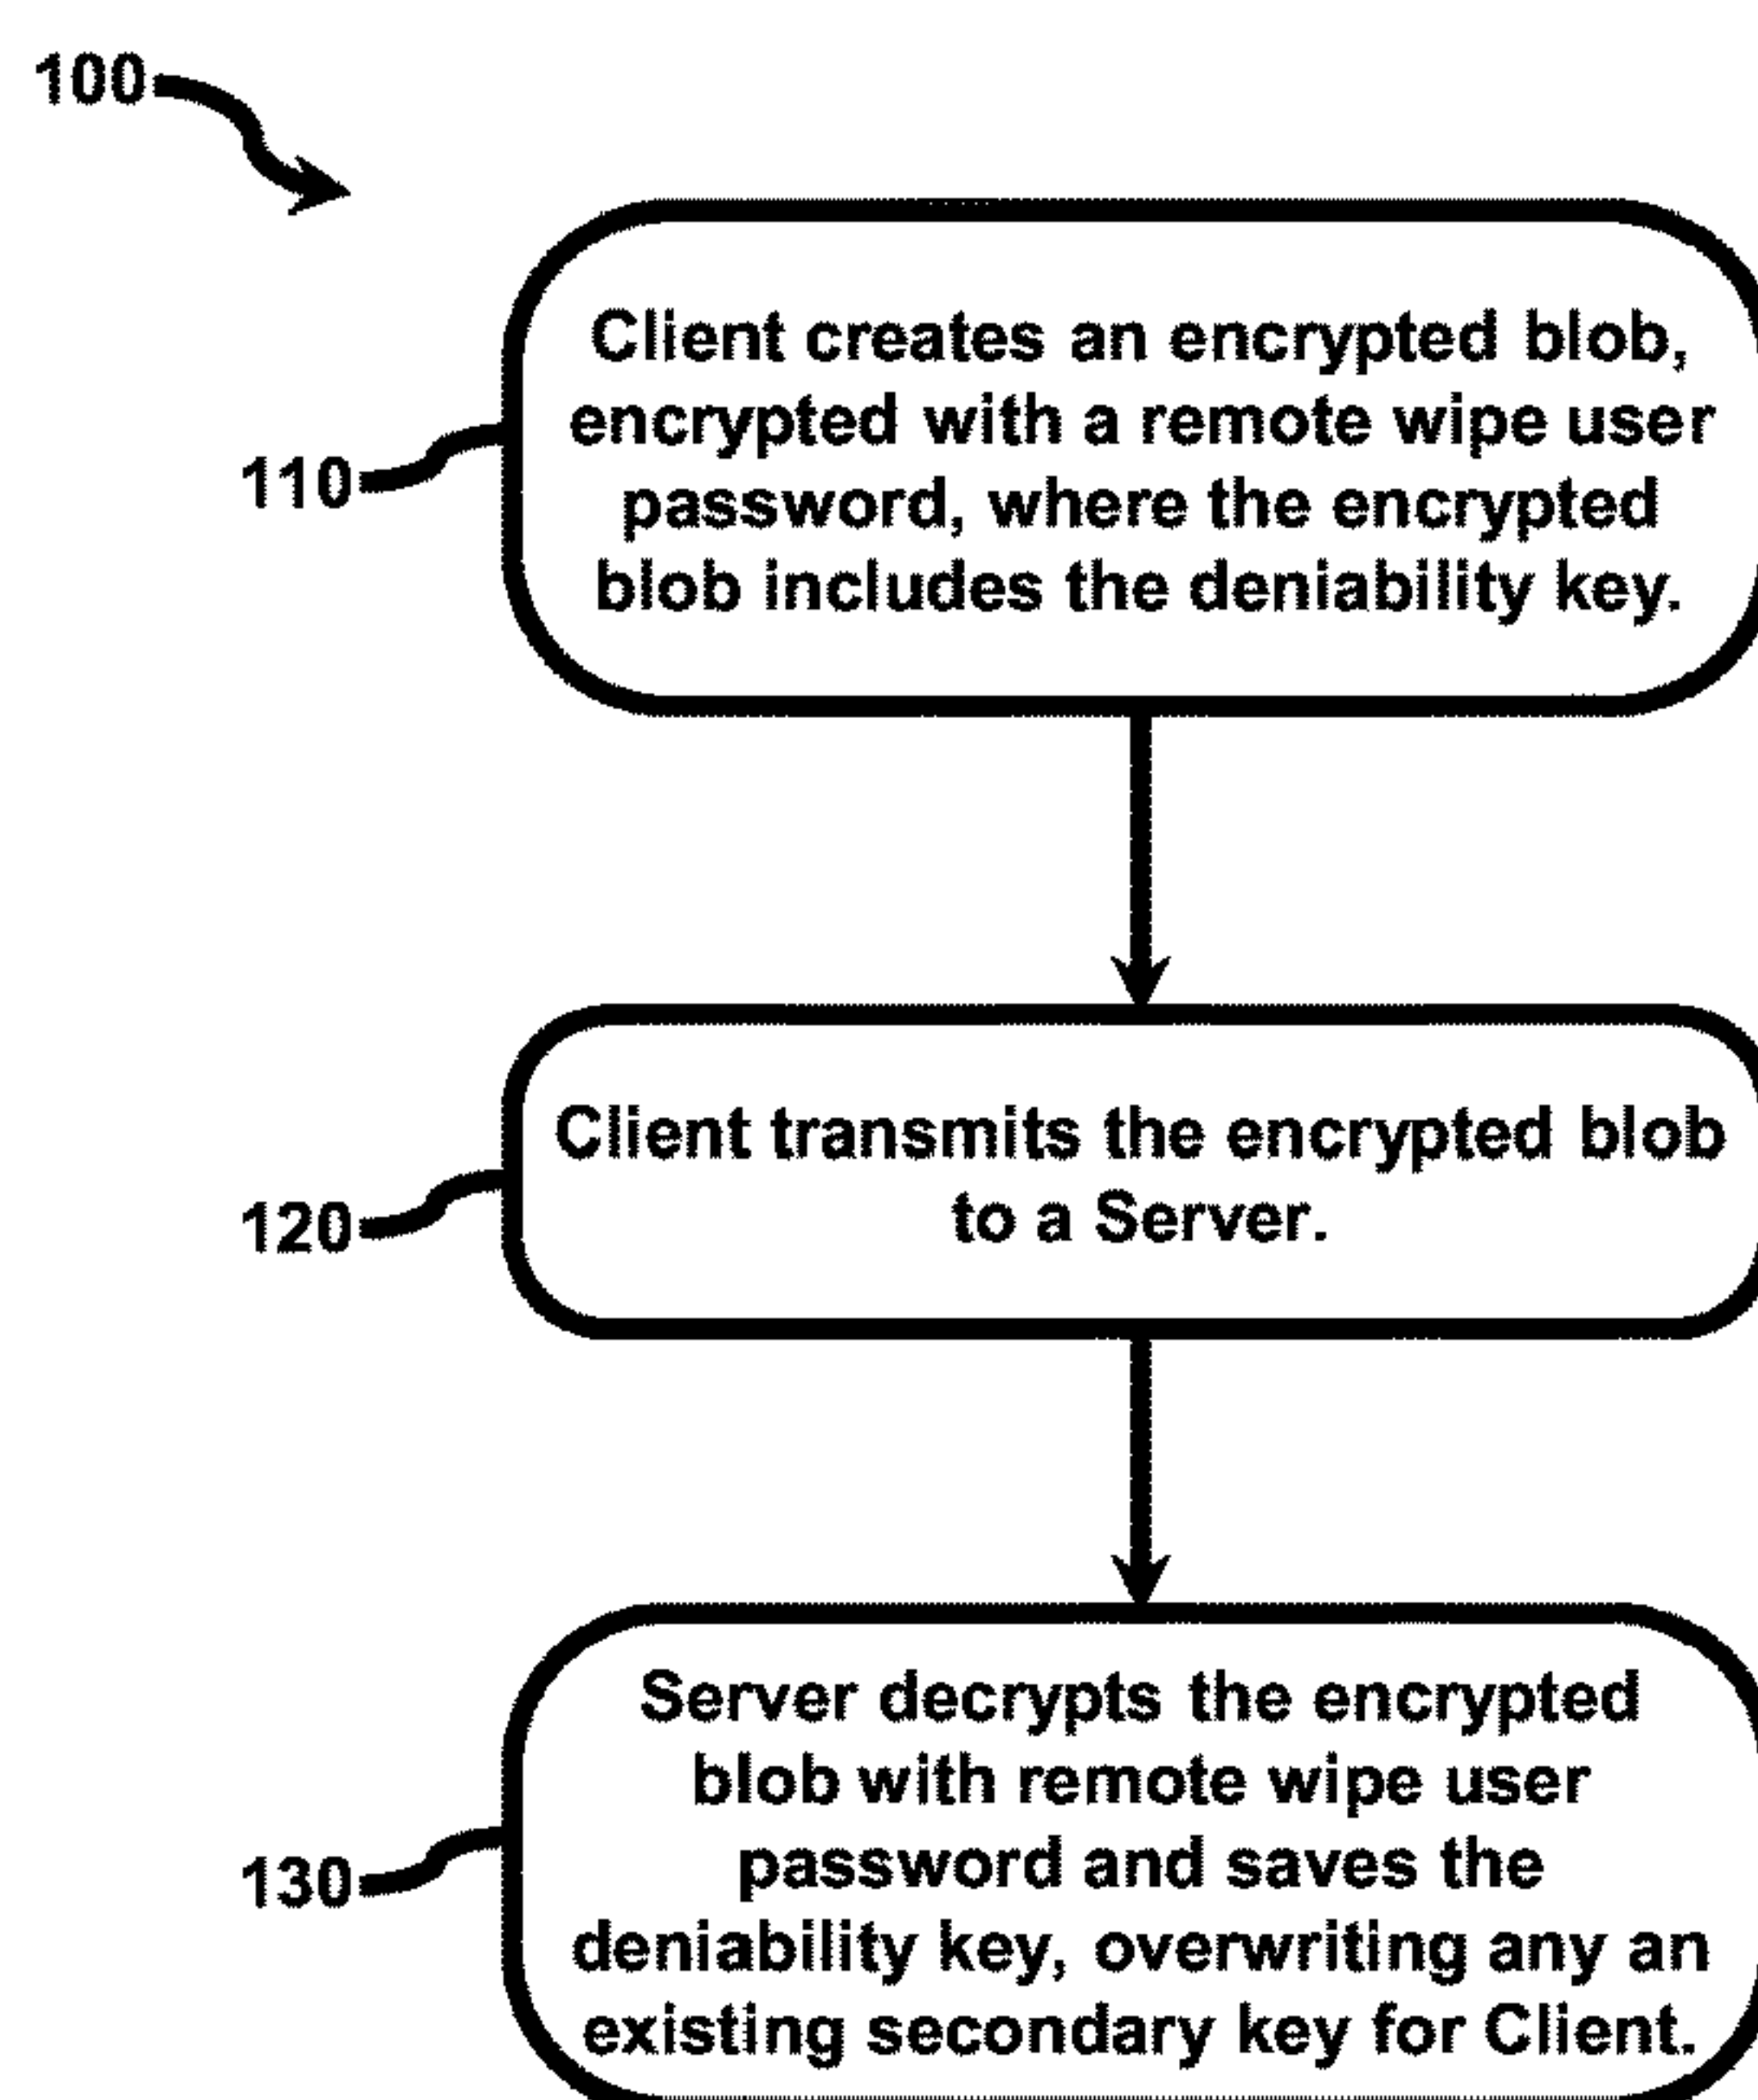 100
Client creates an encrypted blob,
encrypted with a remote wipe user
password, where the encrypted
blob includes the deniability key.
110
Client transmits the encrypted blob
to a Server.
120
Server decrypts the encrypted
blob with remote wipe user
password and saves the
deniability key, overwriting any an
existing secondary key for Client.
130